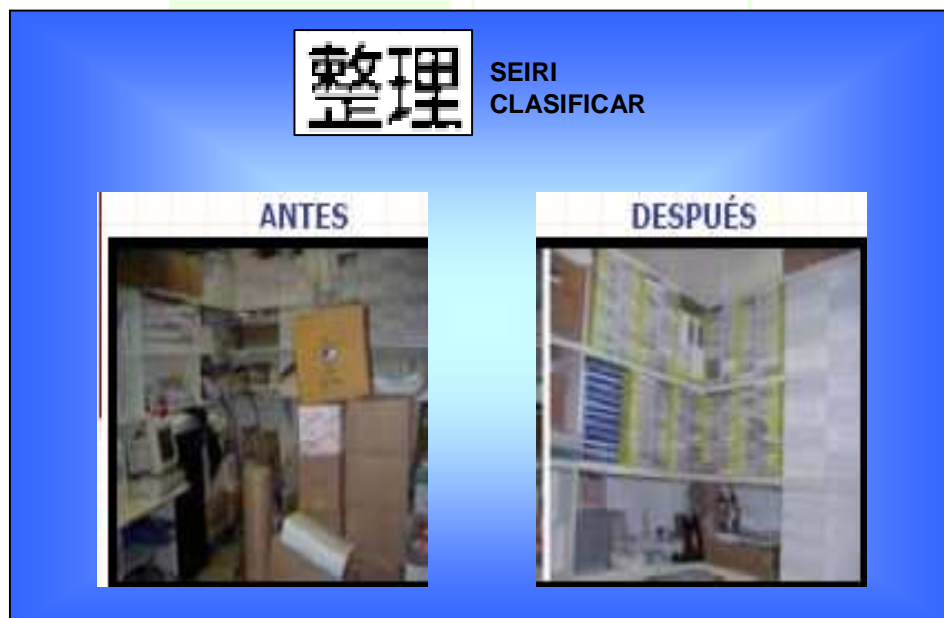 整理
SEIRI
CLASIFICAR
ANTES
DESPUÉS